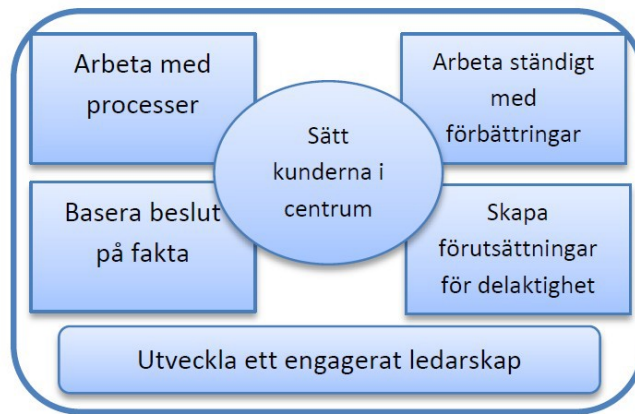 Arbeta med
processer
Arbeta ständigt
med
förbättringar
Sätt
kunderna i
centrum
Basera beslut
på fakta
Skapa
förutsättningar
för delaktighet
Utveckla ett engagerat ledarskap